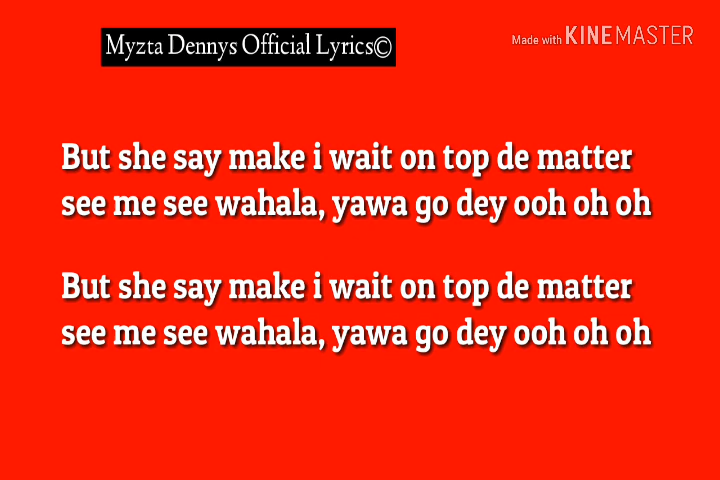 Myzta Dennys Official Lyrics©
Made with KINEMASTER
But she say make i wait on top de matter
see me see wahala, yawa go dey ooh oh oh
But she say make i wait on top de matter
see me see wahala, yawa go dey ooh oh oh